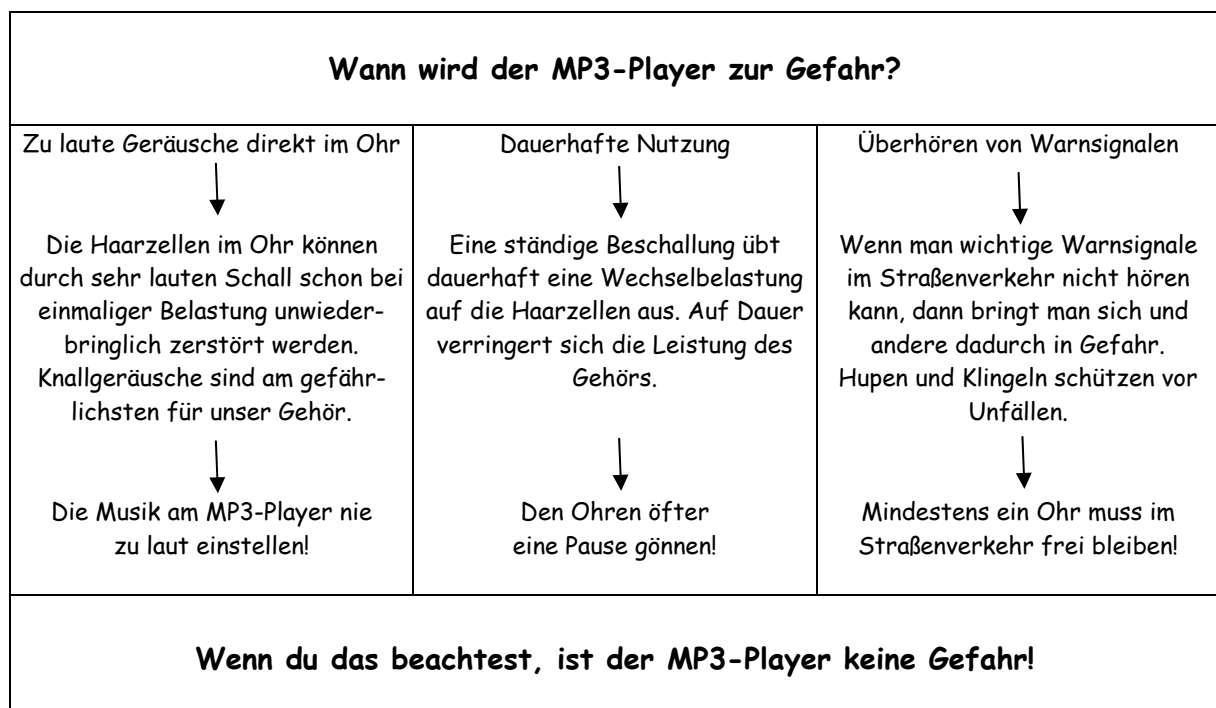 Wann wird der MP3-Player zur Gefahr?
Zu laute Geräusche direkt im Ohr
Die Haarzellen im Ohr können
durch sehr lauten Schall schon bei
einmaliger Belastung unwieder-
bringlich zerstört werden.
Knallgeräusche sind am gefähr-
lichsten für unser Gehör.
Die Musik am MP3-Player nie
zu laut einstellen!
Dauerhafte Nutzung
Eine ständige Beschallung übt
dauerhaft eine Wechselbelastung
auf die Haarzellen aus. Auf Dauer
verringert sich die Leistung des
Gehörs.
Den Ohren öfter
eine Pause gönnen!
Überhören von Warnsignalen
Wenn man wichtige Warnsignale
im Straßenverkehr nicht hören
kann, dann bringt man sich und
andere dadurch in Gefahr.
Hupen und Klingeln schützen vor
Unfällen.
Mindestens ein Ohr muss im
Straßenverkehr frei bleiben!
Wenn du das beachtest, ist der MP3-Player keine Gefahr!